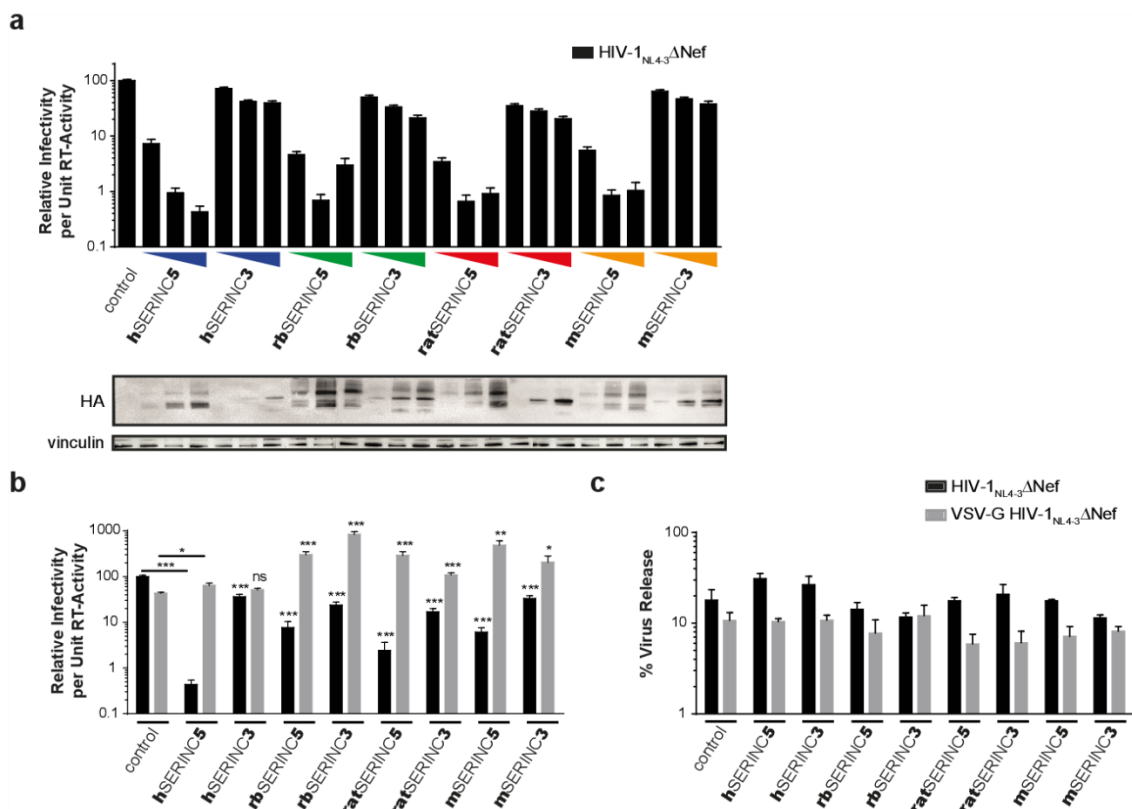 a
HIV-1NL4-3ΔNef
Relative Infectivity
per Unit RT-Activity
100
10
1
0.1
control
hSERINC5
hSERINC3
rbSERINC5
rbSERINC3
ratSERINC5
ratSERINC3
mSERINC5
mSERINC3
HA
vinculin
b
Relative Infectivity
per Unit RT-Activity
1000
100
10
1
0.1
*
***
***
ns
***
***
***
***
***
***
***
***
***
**
***
*
***
control
hSERINC5
hSERINC3
rbSERINC5
rbSERINC3
ratSERINC5
ratSERINC3
mSERINC5
mSERINC3
c
HIV-1NL4-3ΔNef
VSV-G HIV-1NL4-3ΔNef
% Virus Release
100
10
1
control
hSERINC5
hSERINC3
rbSERINC5
rbSERINC3
ratSERINC5
ratSERINC3
mSERINC5
mSERINC3